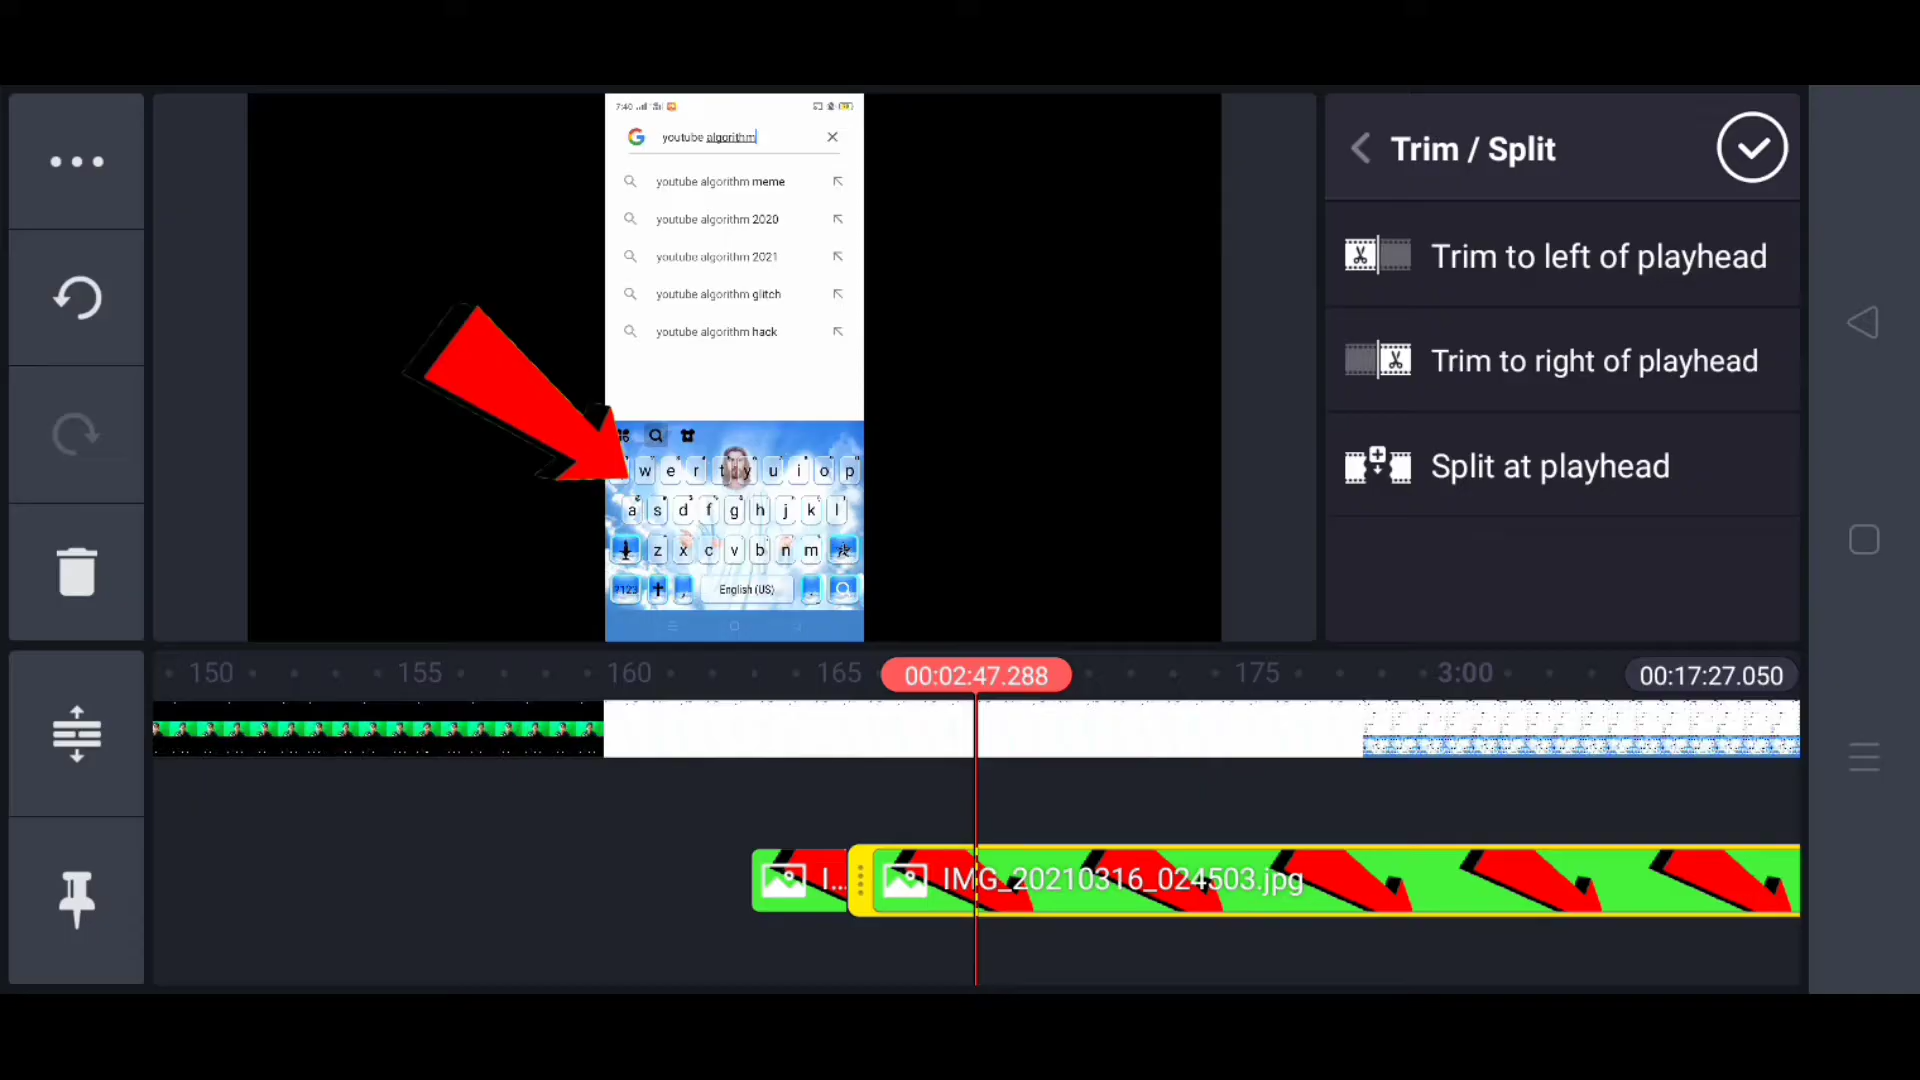 7:40
youtube algorithm
youtube algorithm meme
youtube algorithm 2020
youtube algorithm 2021
youtube algorithm glitch
youtube algorithm hack
w e r t y u i o p
a s d f g h j k l
z x c v b n m
?123 , English (US) .
Trim / Split
Trim to left of playhead
Trim to right of playhead
Split at playhead
150 155 160 165 00:02:47.288 175 3:00 00:17:27.050
I... IMG_20210316_024503.jpg